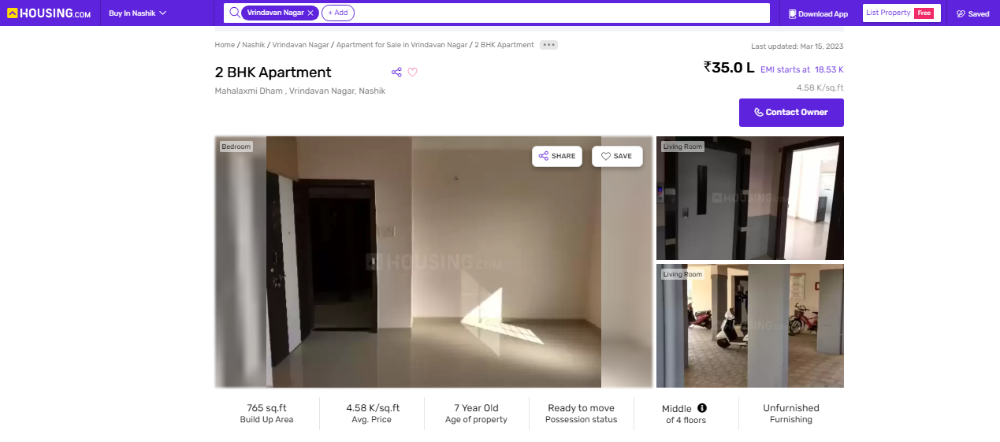 HOUSING.COM
Buy In Nashik
Vrindavan Nagar
+ Add
Download App
List Property Free
Saved
Home / Nashik / Vrindavan Nagar / Apartment for Sale in Vrindavan Nagar / 2 BHK Apartment
Last updated: Mar 15, 2023
2 BHK Apartment
₹35.0 L EMI starts at 18.53 K
Mahalaxmi Dham , Vrindavan Nagar, Nashik
4.58 K/sq.ft
Contact Owner
Bedroom
SHARE
SAVE
HOUSING.COM
Living Room
HOUSING.COM
Living Room
HOUSING.COM
765 sq.ft
Build Up Area
4.58 K/sq.ft
Avg. Price
7 Year Old
Age of property
Ready to move
Possession status
Middle
of 4 floors
Unfurnished
Furnishing